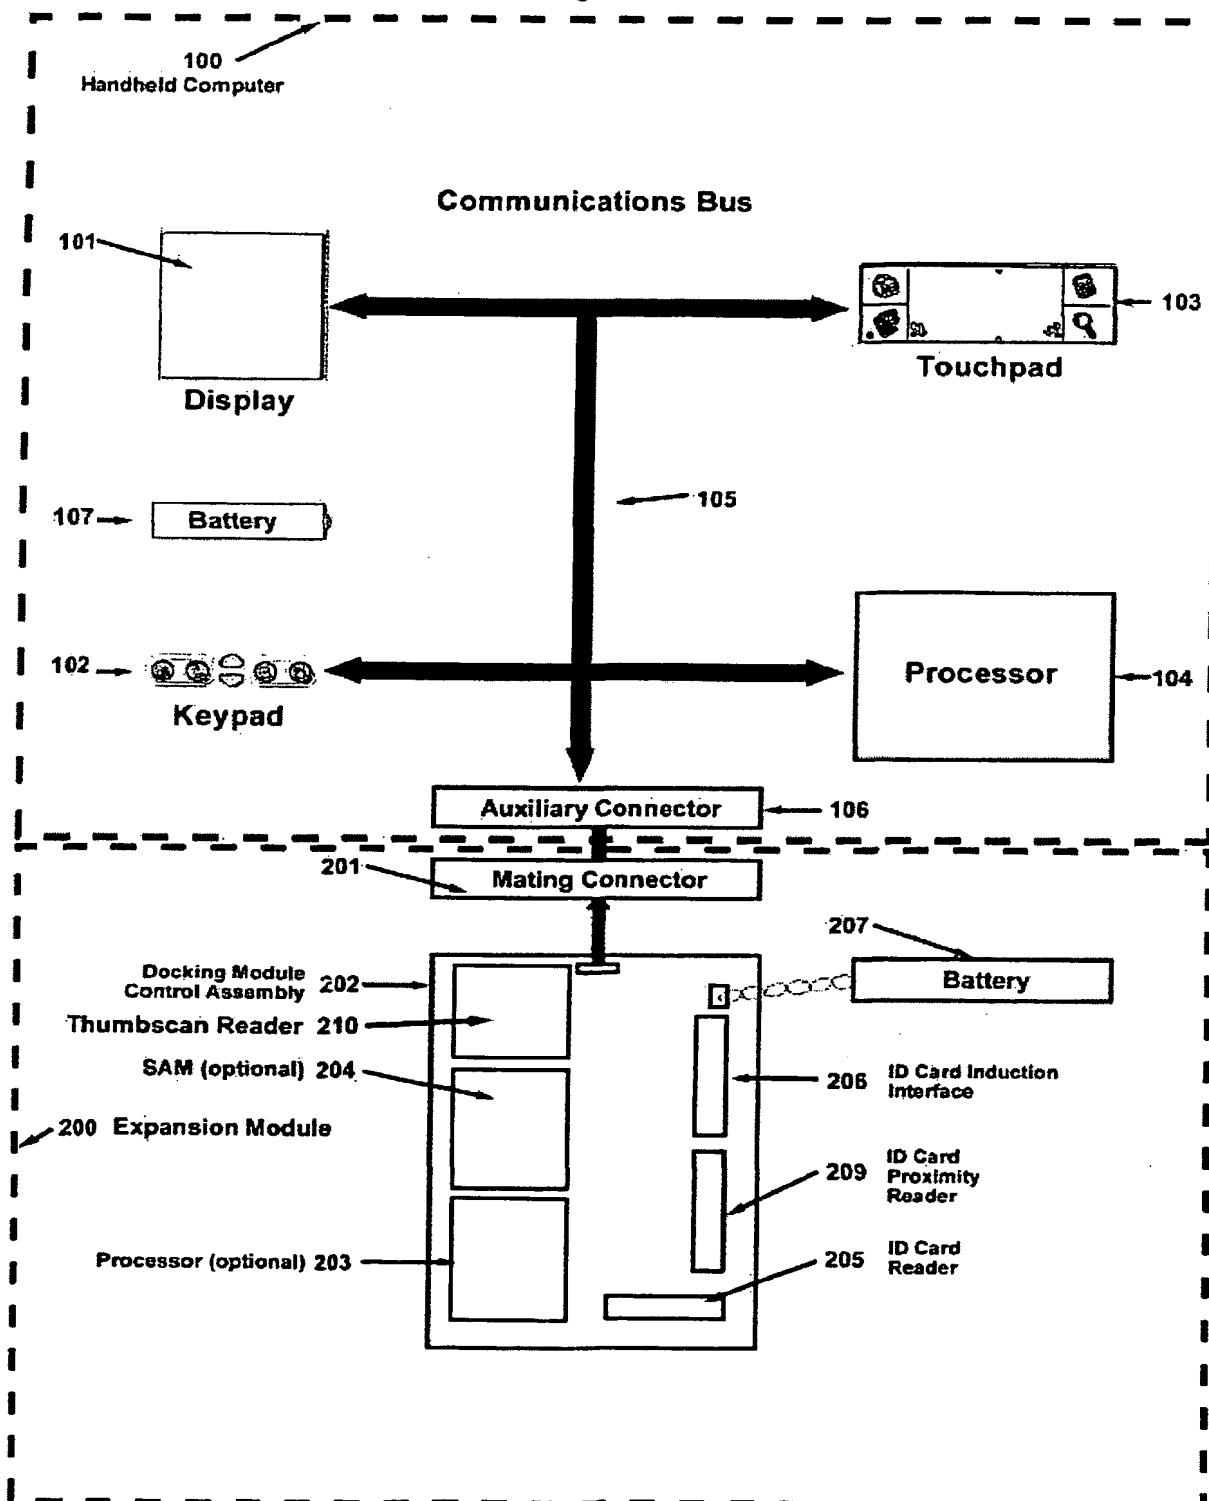 100
Handheld Computer
Communications Bus
101
103
Touchpad
Display
105
107
Battery
102
Processor
104
Keypad
Auxiliary Connector
106
201
Mating Connector
207
Battery
Docking Module
Control Assembly 202
Thumbscan Reader 210
SAM (optional) 204
206
ID Card Induction
Interface
200 Expansion Module
209
ID Card
Proximity
Reader
Processor (optional) 203
205
ID Card
Reader